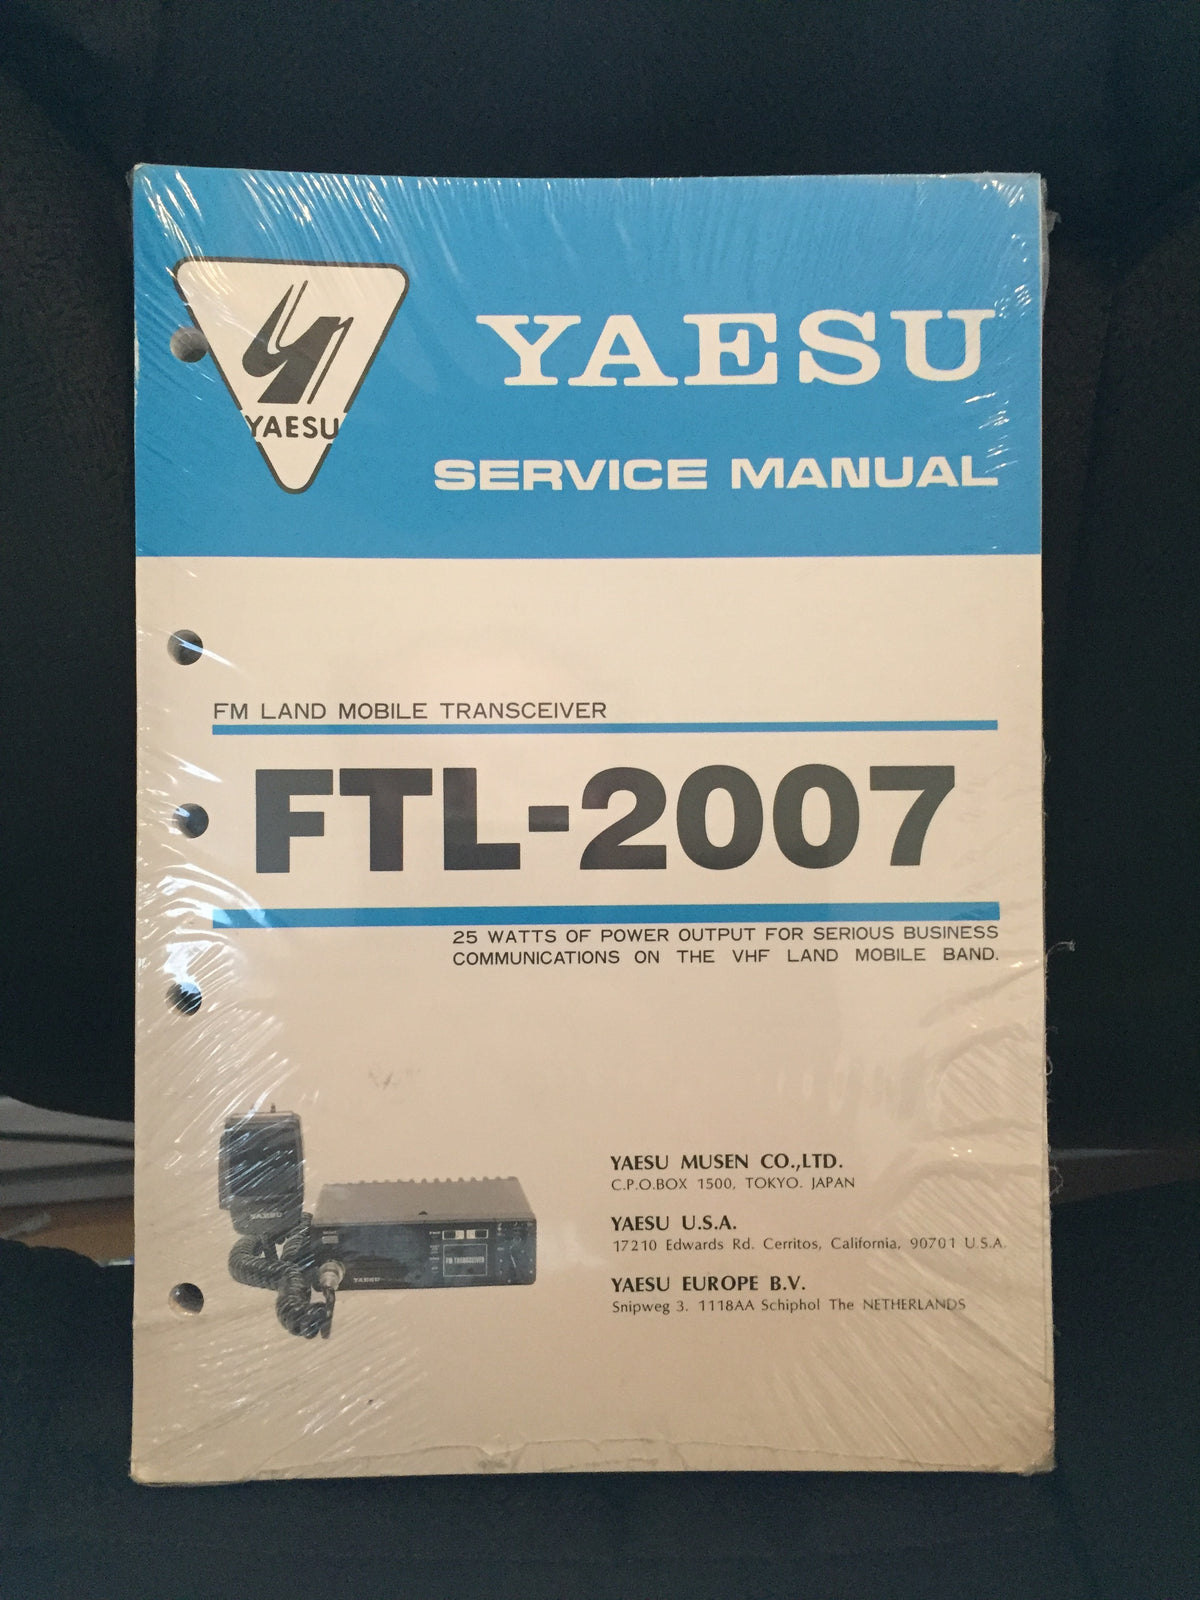 YAESU
YAESU
SERVICE MANUAL
FM LAND MOBILE TRANSCEIVER
FTL-2007
25 WATTS OF POWER OUTPUT FOR SERIOUS BUSINESS
COMMUNICATIONS ON THE VHF LAND MOBILE BAND.
YAESU
YAESU
FM TRANSCEIVER
YAESU MUSEN CO.,LTD.
C.P.O.BOX 1500, TOKYO. JAPAN
YAESU U.S.A.
17210 Edwards Rd. Cerritos, California, 90701 U.S.A.
YAESU EUROPE B.V.
Snipweg 3. 1118AA Schiphol The NETHERLANDS